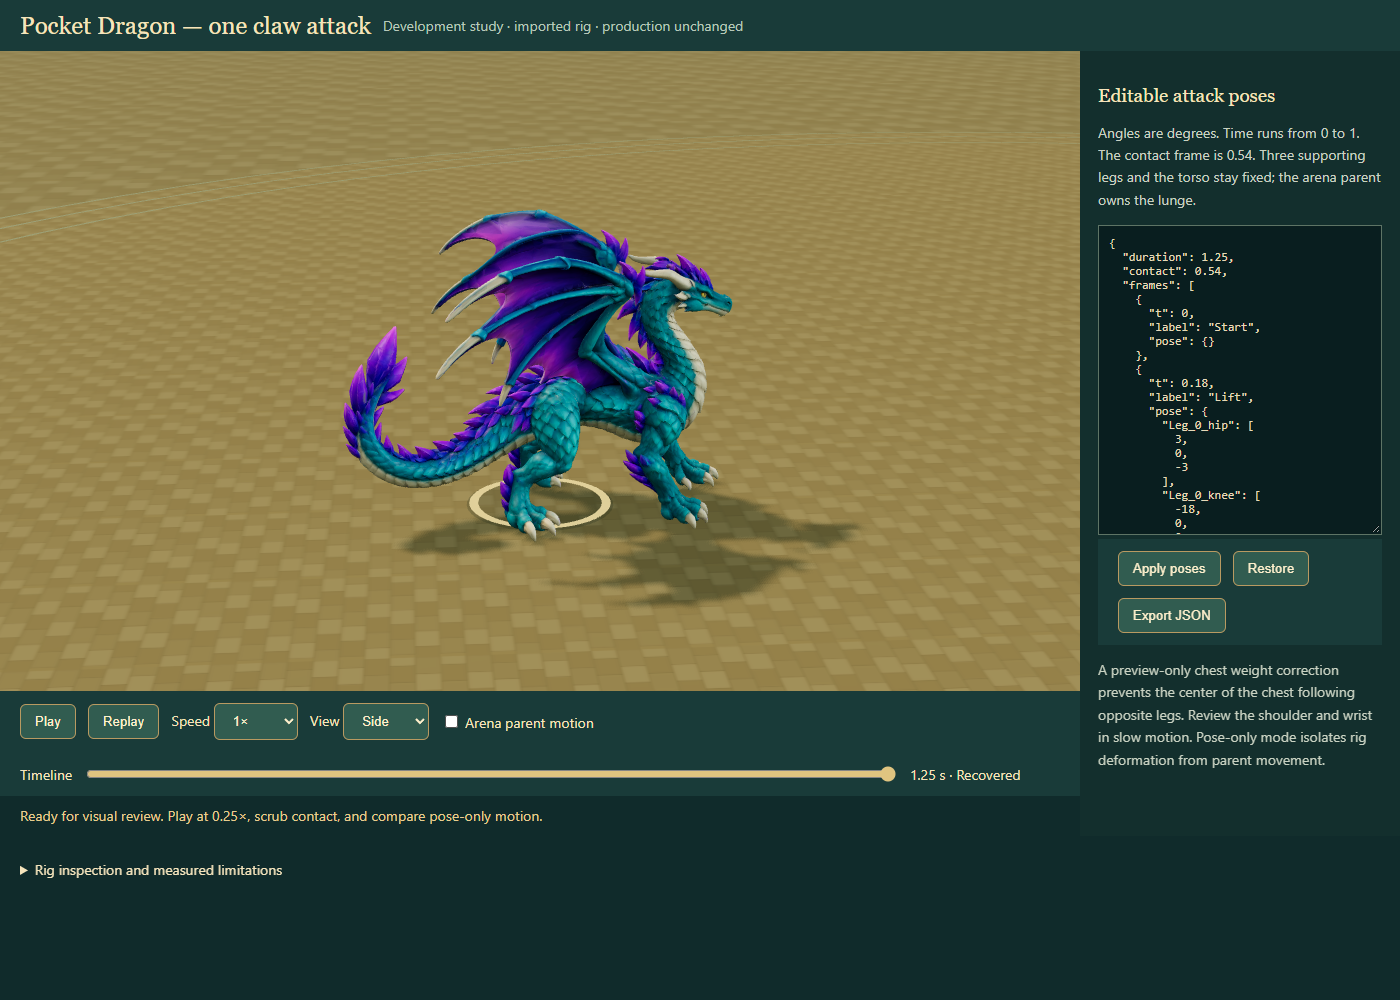 Pocket Dragon — one claw attack
Development study · imported rig · production unchanged
Editable attack poses
Angles are degrees. Time runs from 0 to 1.
The contact frame is 0.54. Three supporting
legs and the torso stay fixed; the arena parent
owns the lunge.
{
"duration": 1.25,
"contact": 0.54,
"frames": [
{
"t": 0,
"label": "Start",
"pose": {}
},
{
"t": 0.18,
"label": "Lift",
"pose": {
"Leg_0_hip": [
3,
0,
-3
],
"Leg_0_knee": [
-18,
0,
Apply poses
Restore
Export JSON
A preview-only chest weight correction
prevents the center of the chest following
opposite legs. Review the shoulder and wrist
in slow motion. Pose-only mode isolates rig
deformation from parent movement.
Play
Replay
Speed
1×
View
Side
Arena parent motion
Timeline
1.25 s · Recovered
Ready for visual review. Play at 0.25×, scrub contact, and compare pose-only motion.
Rig inspection and measured limitations